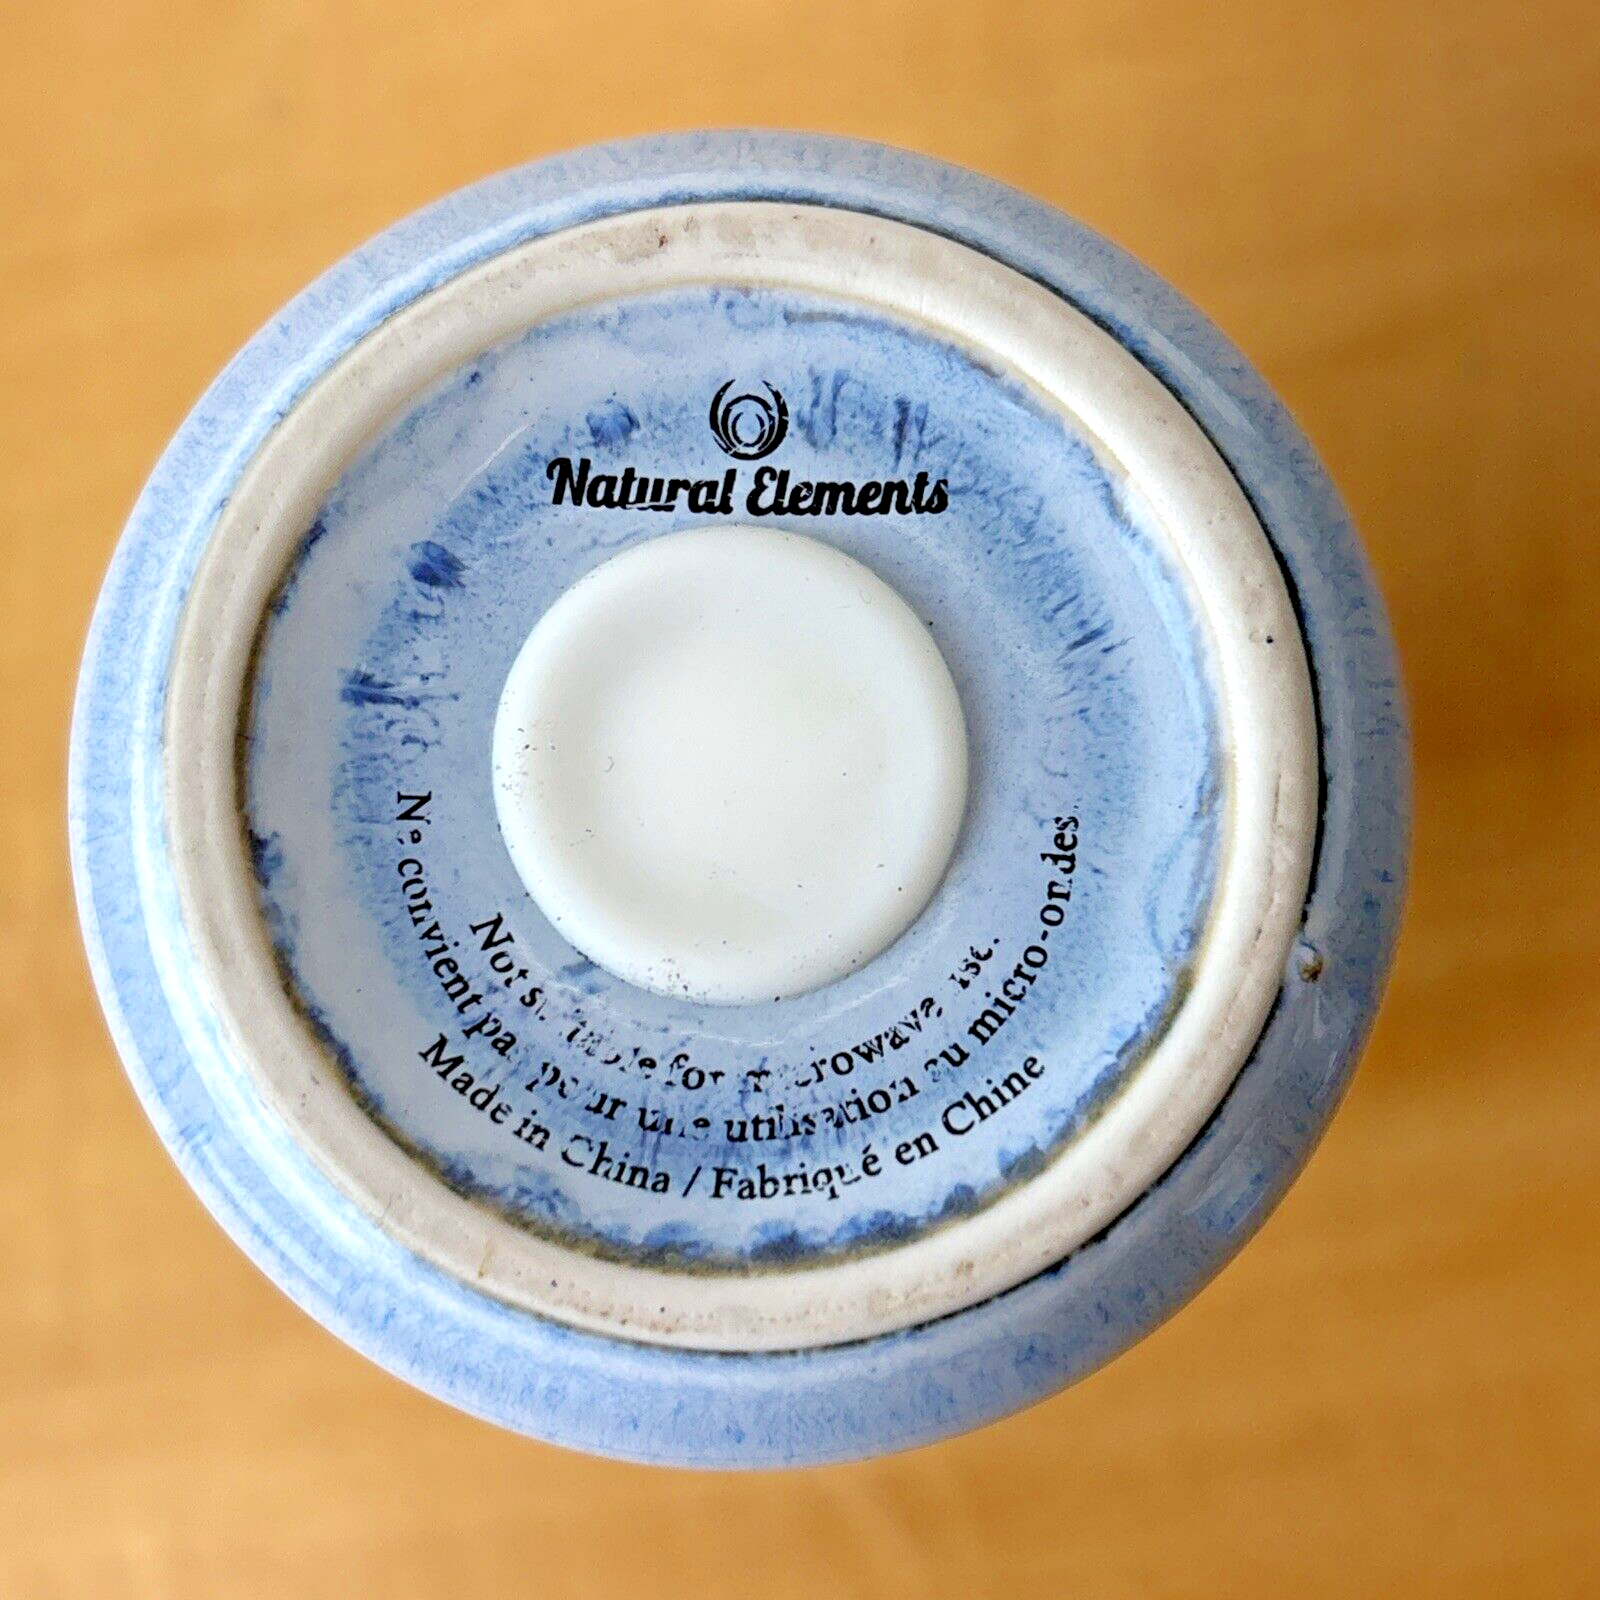 Natural Elements
Not suitable for microwave use.
Ne convient pas pour une utilisation au micro-ondes.
Made in China / Fabriqué en Chine